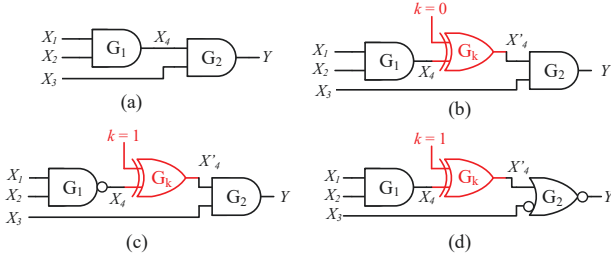 X1
X2
X3
G1
X4
G2
Y
(a)
k = 0
X1
X2
X3
G1
X4
Gk
X'4
G2
Y
(b)
k = 1
X1
X2
X3
G1
X4
Gk
X'4
G2
Y
(c)
k = 1
X1
X2
X3
G1
X4
Gk
X'4
G2
Y
(d)